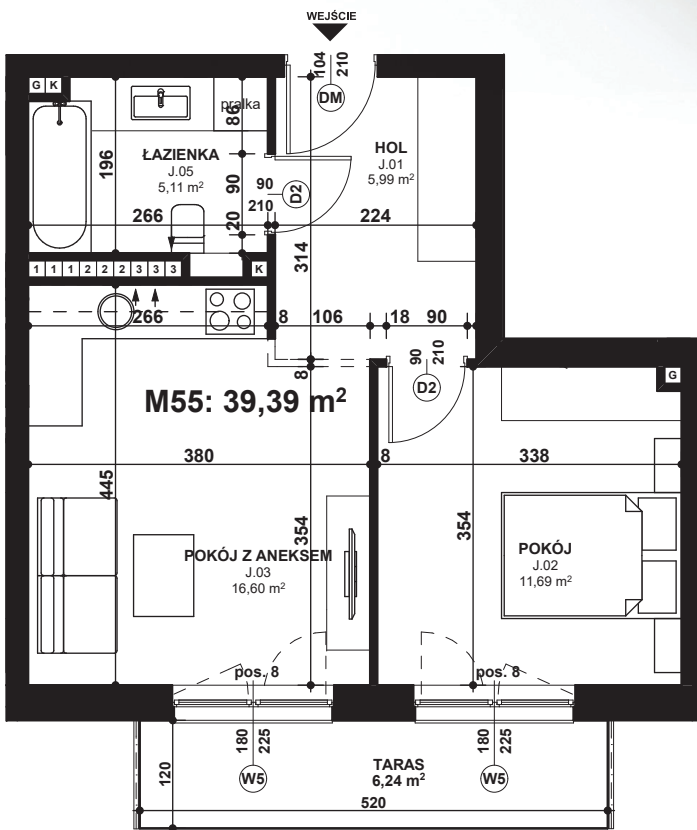 WEJŚCIE
104
210
DM
G K
pralka
86
HOL
J.01
5,99 m²
ŁAZIENKA
J.05
5,11 m²
196
90
90
210
D2
266
20
224
314
1 1 1 2 2 2 3 3 3
K
266
8
106
18
90
90
210
D2
8
G
M55: 39,39 m²
380
8
338
445
354
354
POKÓJ Z ANEKSEM
J.03
16,60 m²
POKÓJ
J.02
11,69 m²
pos. 8
pos. 8
180
225
W5
180
225
W5
120
TARAS
6,24 m²
520